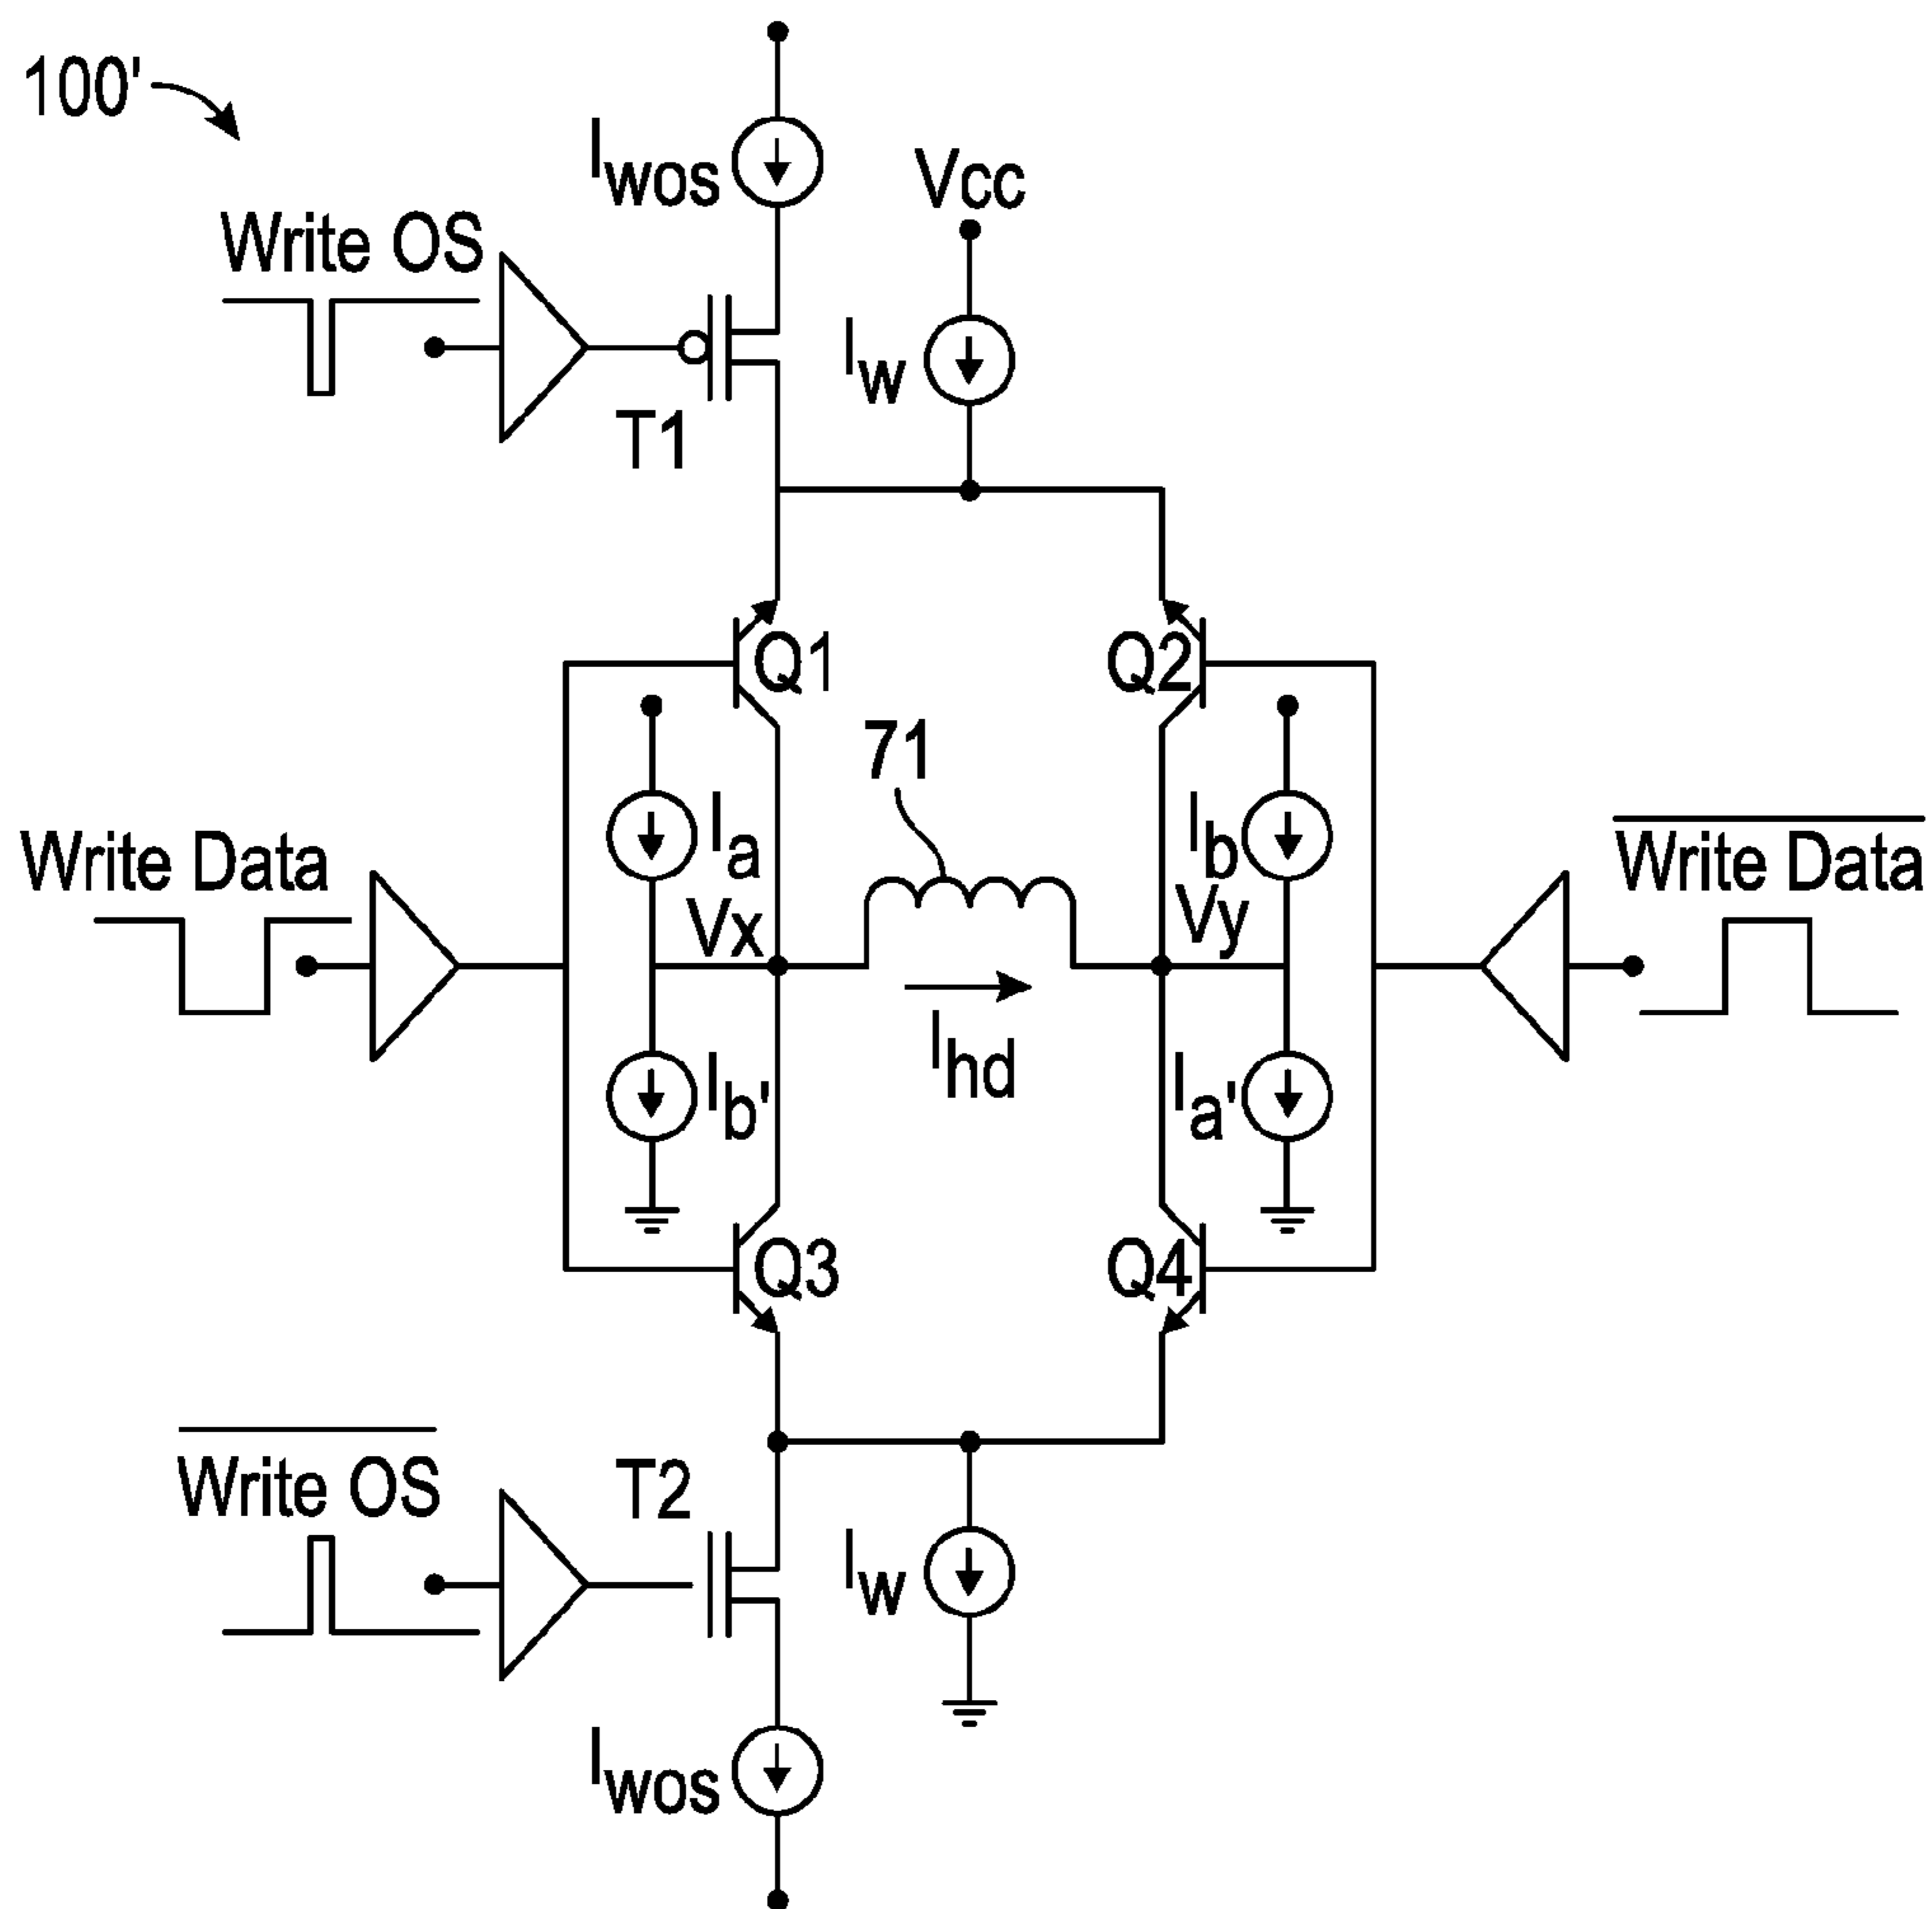 100'
Iwos
Vcc
Write OS
Iw
T1
Q1
Q2
71
Ia
Ib
Write Data
Write Data
Vx
Vy
Ihd
Ib'
Ia'
Q3
Q4
Write OS
T2
Iw
Iwos